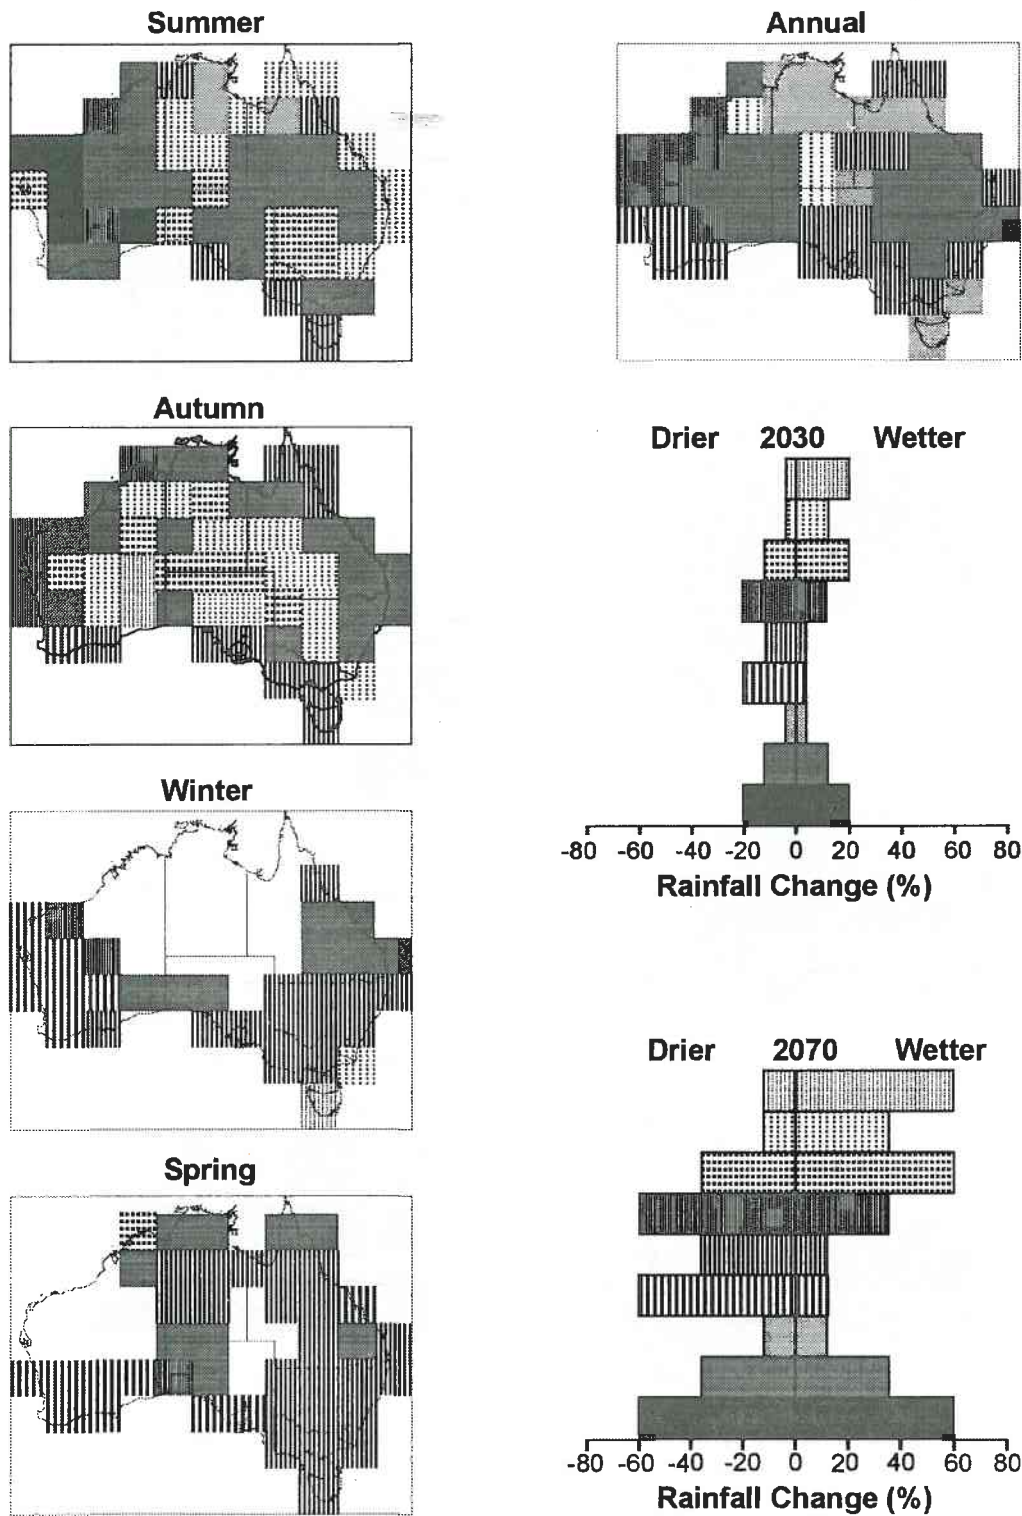 Summer
Annual
Autumn
Drier 2030 Wetter
-80 -60 -40 -20 0 20 40 60 80
Rainfall Change (%)
Winter
Drier 2070 Wetter
-80 -60 -40 -20 0 20 40 60 80
Rainfall Change (%)
Spring